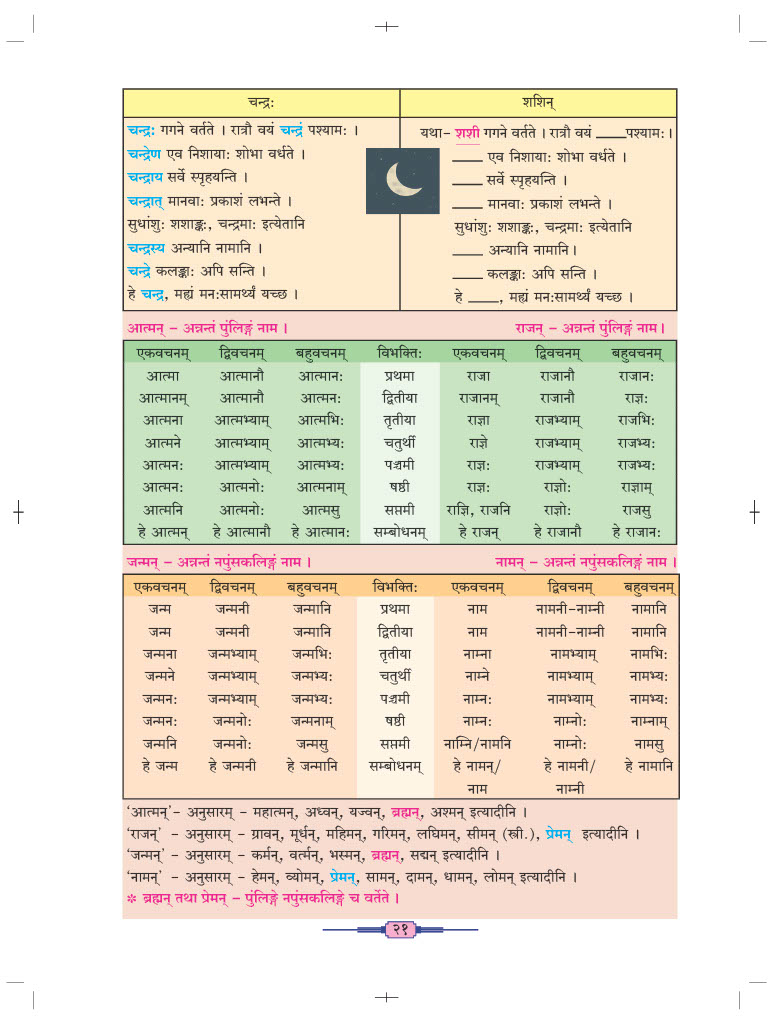 चन्द्रः
चन्द्रः गगने वर्तते । रात्रौ वयं चन्द्रं पश्यामः ।
चन्द्रेण एव निशायाः शोभा वर्धते ।
चन्द्राय सर्वे स्पृहयन्ति ।
चन्द्रात् मानवाः प्रकाशं लभन्ते ।
सुधांशुः शशाङ्कः, चन्द्रमाः इत्येतानि
चन्द्रस्य अन्यानि नामानि ।
चन्द्रे कलङ्काः अपि सन्ति ।
हे चन्द्र, मह्यं मनःसामर्थ्यं यच्छ ।
शशिन्
यथा- शशी गगने वर्तते । रात्रौ वयं ____पश्यामः।
____ एव निशायाः शोभा वर्धते ।
____ सर्वे स्पृहयन्ति ।
____ मानवाः प्रकाशं लभन्ते ।
सुधांशुः शशाङ्कः, चन्द्रमाः इत्येतानि
____ अन्यानि नामानि।
____ कलङ्काः अपि सन्ति ।
हे ____, मह्यं मनःसामर्थ्यं यच्छ ।
आत्मन् - अन्नन्तं पुंलिङ्गं नाम । राजन् - अन्नन्तं पुंलिङ्गं नाम।
एकवचनम् द्विवचनम् बहुवचनम् विभक्तिः एकवचनम् द्विवचनम् बहुवचनम्
आत्मा आत्मानौ आत्मानः प्रथमा राजा राजानौ राजानः
आत्मानम् आत्मानौ आत्मनः द्वितीया राजानम् राजानौ राज्ञः
आत्मना आत्मभ्याम् आत्मभिः तृतीया राज्ञा राजभ्याम् राजभिः
आत्मने आत्मभ्याम् आत्मभ्यः चतुर्थी राज्ञे राजभ्याम् राजभ्यः
आत्मनः आत्मभ्याम् आत्मभ्यः पञ्चमी राज्ञः राजभ्याम् राजभ्यः
आत्मनः आत्मनोः आत्मनाम् षष्ठी राज्ञः राज्ञोः राज्ञाम्
आत्मनि आत्मनोः आत्मसु सप्तमी राज्ञि, राजनि राज्ञोः राजसु
हे आत्मन् हे आत्मानौ हे आत्मानः सम्बोधनम् हे राजन् हे राजानौ हे राजानः
जन्मन् - अन्नन्तं नपुंसकलिङ्गं नाम । नामन् - अन्नन्तं नपुंसकलिङ्गं नाम ।
एकवचनम् द्विवचनम् बहुवचनम् विभक्तिः एकवचनम् द्विवचनम् बहुवचनम्
जन्म जन्मनी जन्मानि प्रथमा नाम नामनी-नाम्नी नामानि
जन्म जन्मनी जन्मानि द्वितीया नाम नामनी-नाम्नी नामानि
जन्मना जन्मभ्याम् जन्मभिः तृतीया नाम्ना नामभ्याम् नामभिः
जन्मने जन्मभ्याम् जन्मभ्यः चतुर्थी नाम्ने नामभ्याम् नामभ्यः
जन्मनः जन्मभ्याम् जन्मभ्यः पञ्चमी नाम्नः नामभ्याम् नामभ्यः
जन्मनः जन्मनोः जन्मनाम् षष्ठी नाम्नः नाम्नोः नाम्नाम्
जन्मनि जन्मनोः जन्मसु सप्तमी नाम्नि/नामनि नाम्नोः नामसु
हे जन्म हे जन्मनी हे जन्मानि सम्बोधनम् हे नामन्/ हे नामनी/ हे नामानि
नाम नाम्नी
‘आत्मन्’- अनुसारम् - महात्मन्, अध्वन्, यज्वन्, ब्रह्मन्, अश्मन् इत्यादीनि ।
‘राजन्’ - अनुसारम् - ग्रावन्, मूर्धन्, महिमन्, गरिमन्, लघिमन्, सीमन् (स्त्री.), प्रेमन् इत्यादीनि ।
‘जन्मन्’ - अनुसारम् - कर्मन्, वर्त्मन्, भस्मन्, ब्रह्मन्, सद्मन् इत्यादीनि ।
‘नामन्’ - अनुसारम् - हेमन्, व्योमन्, प्रेमन्, सामन्, दामन्, धामन्, लोमन् इत्यादीनि ।
* ब्रह्मन् तथा प्रेमन् - पुंलिङ्गे नपुंसकलिङ्गे च वर्तेते ।
२१